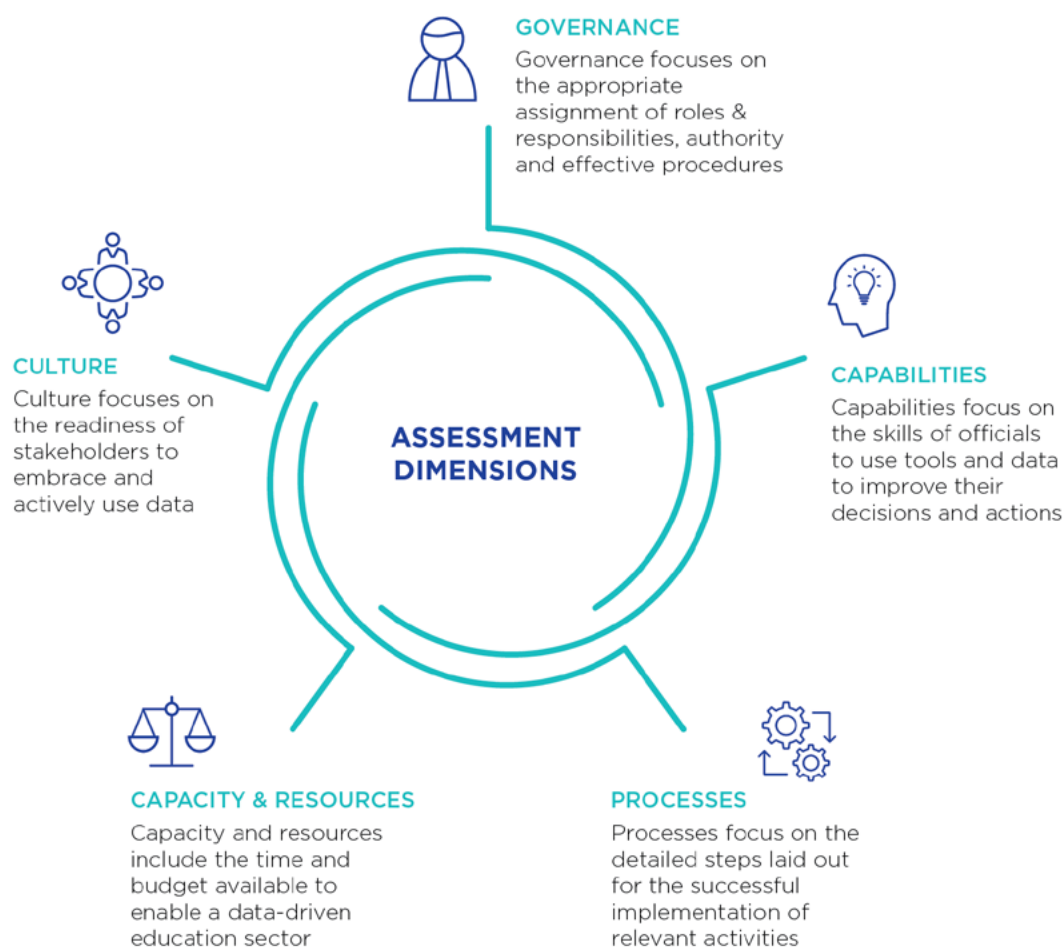 GOVERNANCE
Governance focuses on
the appropriate
assignment of roles &
responsibilities, authority
and effective procedures
CULTURE
Culture focuses on
the readiness of
stakeholders to
embrace and
actively use data
ASSESSMENT
DIMENSIONS
CAPABILITIES
Capabilities focus on
the skills of officials
to use tools and data
to improve their
decisions and actions
CAPACITY & RESOURCES
Capacity and resources
include the time and
budget available to
enable a data-driven
education sector
PROCESSES
Processes focus on the
detailed steps laid out
for the successful
implementation of
relevant activities